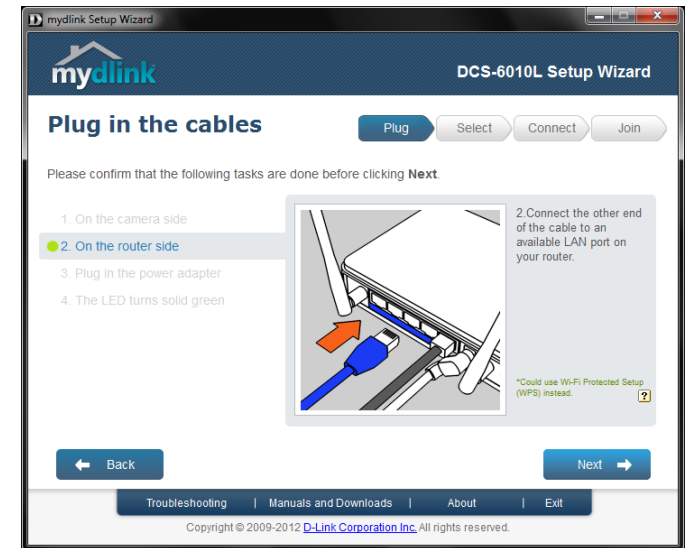 mydlink Setup Wizard
mydlink
DCS-6010L Setup Wizard
Plug in the cables
Plug
Select
Connect
Join
Please confirm that the following tasks are done before clicking Next.
1. On the camera side
2. On the router side
3. Plug in the power adapter
4. The LED turns solid green
2.Connect the other end
of the cable to an
available LAN port on
your router.
*Could use Wi-Fi Protected Setup
(WPS) instead.
?
Back
Next
Troubleshooting | Manuals and Downloads | About | Exit
Copyright © 2009-2012 D-Link Corporation Inc. All rights reserved.